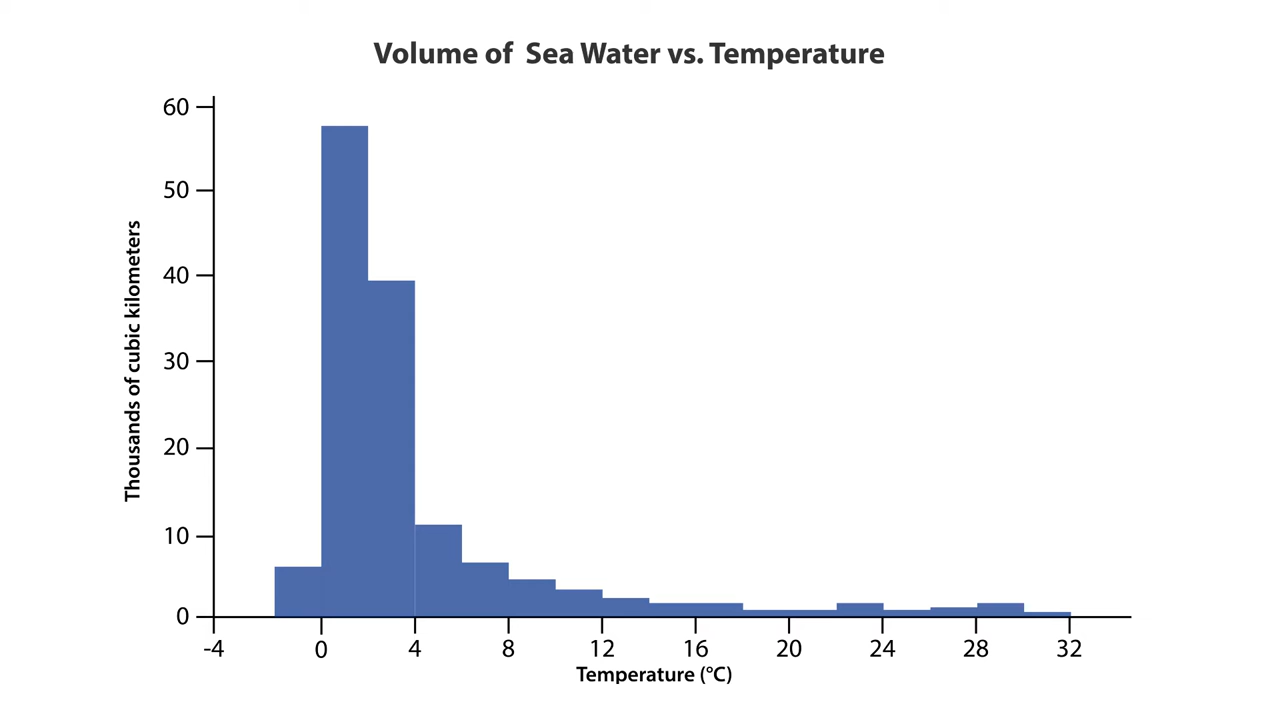 Volume of  Sea Water vs. Temperature
60
50
40
30
20
10
0
Thousands of cubic kilometers
-4 0 4 8 12 16 20 24 28 32
Temperature (°C)